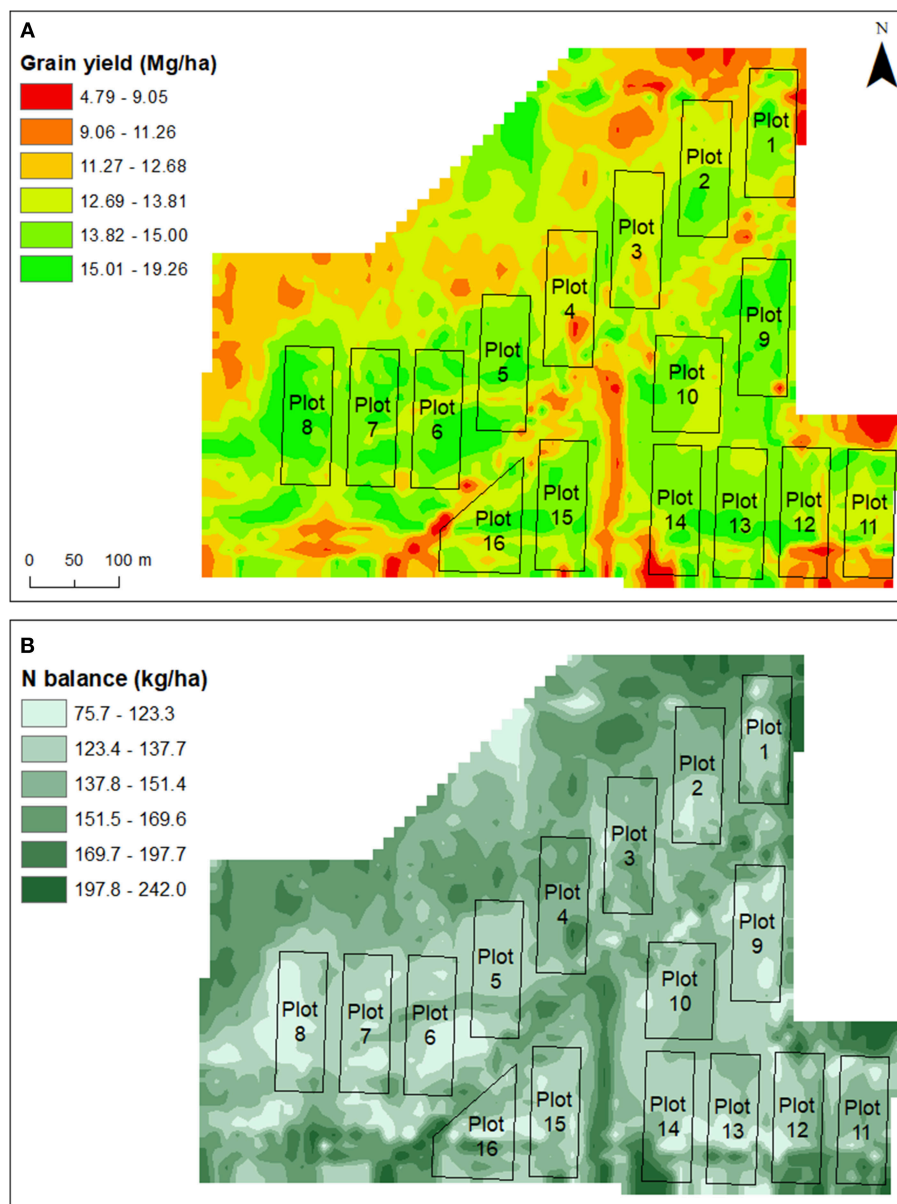 A
Grain yield (Mg/ha)
4.79 - 9.05
9.06 - 11.26
11.27 - 12.68
12.69 - 13.81
13.82 - 15.00
15.01 - 19.26
N
Plot
1
Plot
2
Plot
3
Plot
4
Plot
5
Plot
6
Plot
7
Plot
8
Plot
9
Plot
10
Plot
11
Plot
12
Plot
13
Plot
14
Plot
15
Plot
16
0 50 100 m
B
N balance (kg/ha)
75.7 - 123.3
123.4 - 137.7
137.8 - 151.4
151.5 - 169.6
169.7 - 197.7
197.8 - 242.0
Plot
1
Plot
2
Plot
3
Plot
4
Plot
5
Plot
6
Plot
7
Plot
8
Plot
9
Plot
10
Plot
11
Plot
12
Plot
13
Plot
14
Plot
15
Plot
16